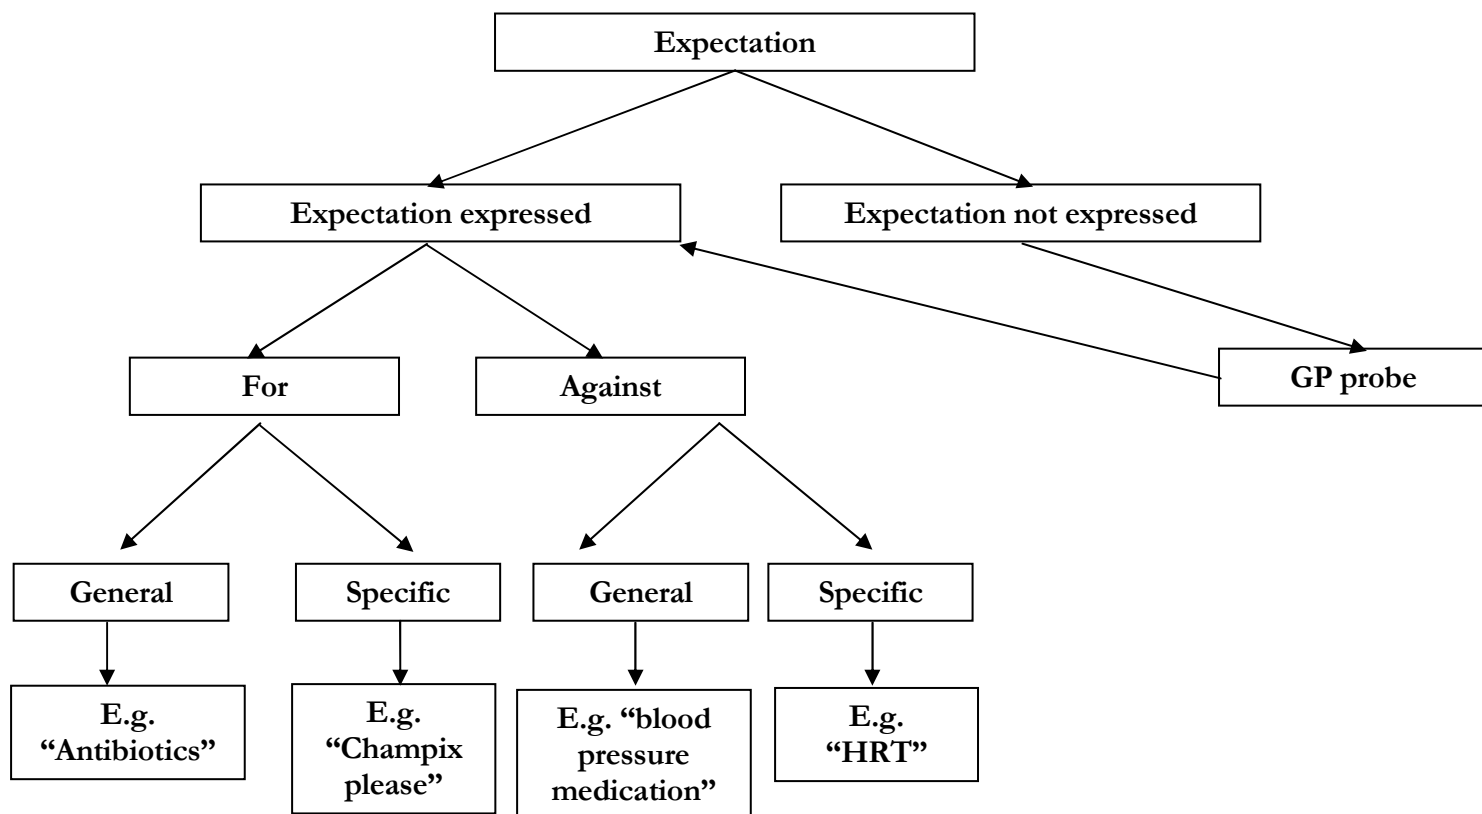 Expectation
Expectation expressed
Expectation not expressed
For
Against
GP probe
General
Specific
General
Specific
E.g.
“Antibiotics”
E.g.
“Champix
please”
E.g. “blood
pressure
medication”
E.g.
“HRT”